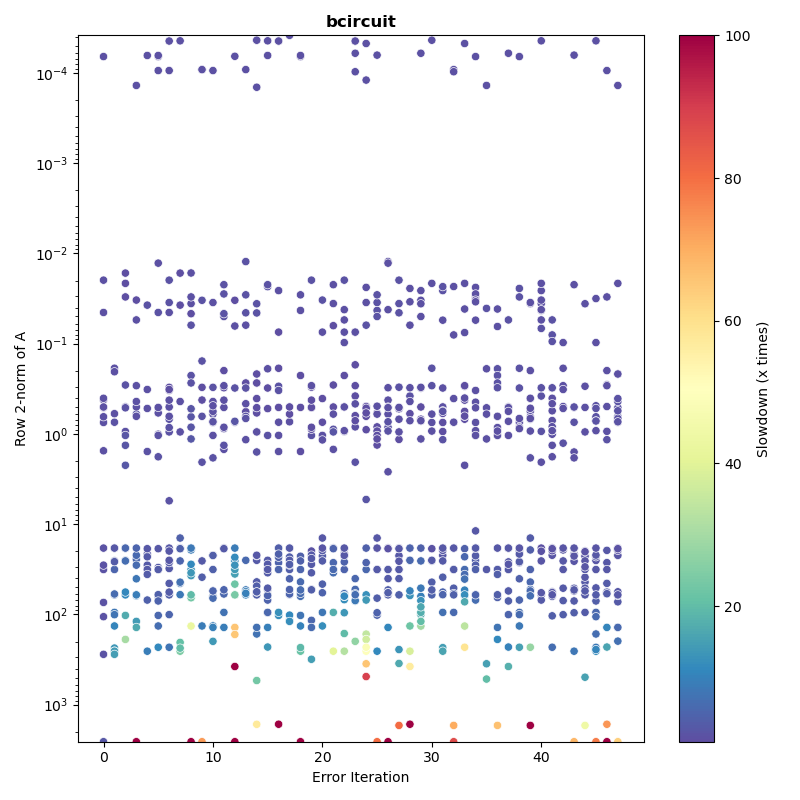 bcircuit
10⁻⁴
10⁻³
10⁻²
10⁻¹
10⁰
10¹
10²
10³
Row 2-norm of A
0 10 20 30 40
Error Iteration
100
80
60
40
20
Slowdown (x times)